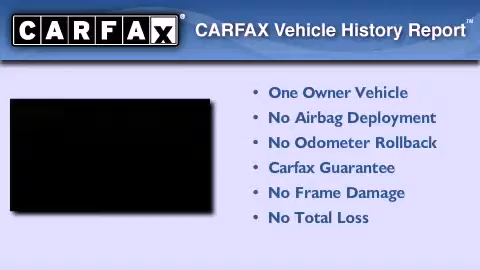 CARFAX® CARFAX Vehicle History Report™
• One Owner Vehicle
• No Airbag Deployment
• No Odometer Rollback
• Carfax Guarantee
• No Frame Damage
• No Total Loss